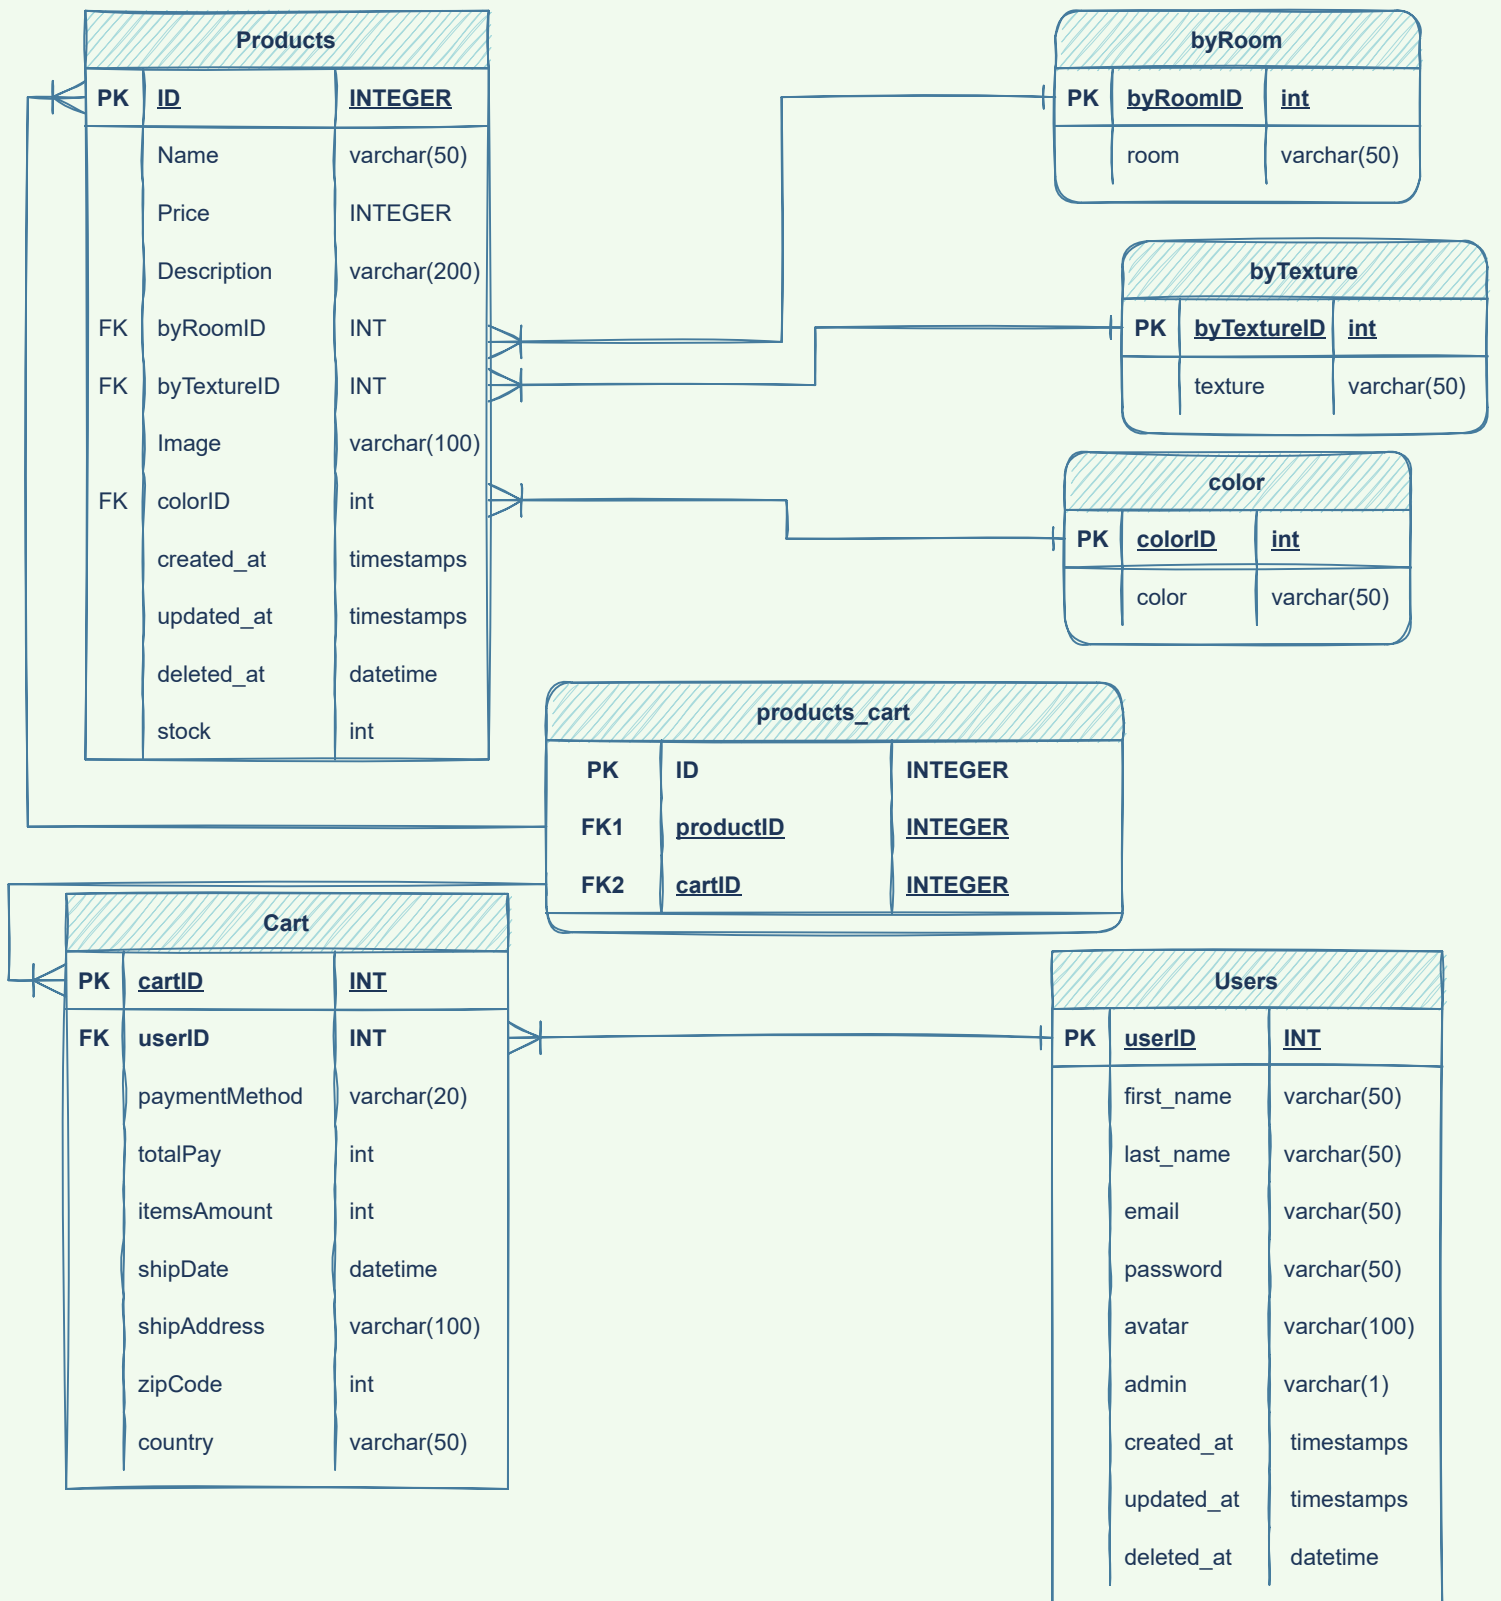 Products
PK ID INTEGER
Name varchar(50)
Price INTEGER
Description varchar(200)
FK byRoomID INT
FK byTextureID INT
Image varchar(100)
FK colorID int
created_at timestamps
updated_at timestamps
deleted_at datetime
stock int
byRoom
PK byRoomID int
room varchar(50)
byTexture
PK byTextureID int
texture varchar(50)
color
PK colorID int
color varchar(50)
products_cart
PK ID INTEGER
FK1 productID INTEGER
FK2 cartID INTEGER
Cart
PK cartID INT
FK userID INT
paymentMethod varchar(20)
totalPay int
itemsAmount int
shipDate datetime
shipAddress varchar(100)
zipCode int
country varchar(50)
Users
PK userID INT
first_name varchar(50)
last_name varchar(50)
email varchar(50)
password varchar(50)
avatar varchar(100)
admin varchar(1)
created_at timestamps
updated_at timestamps
deleted_at datetime